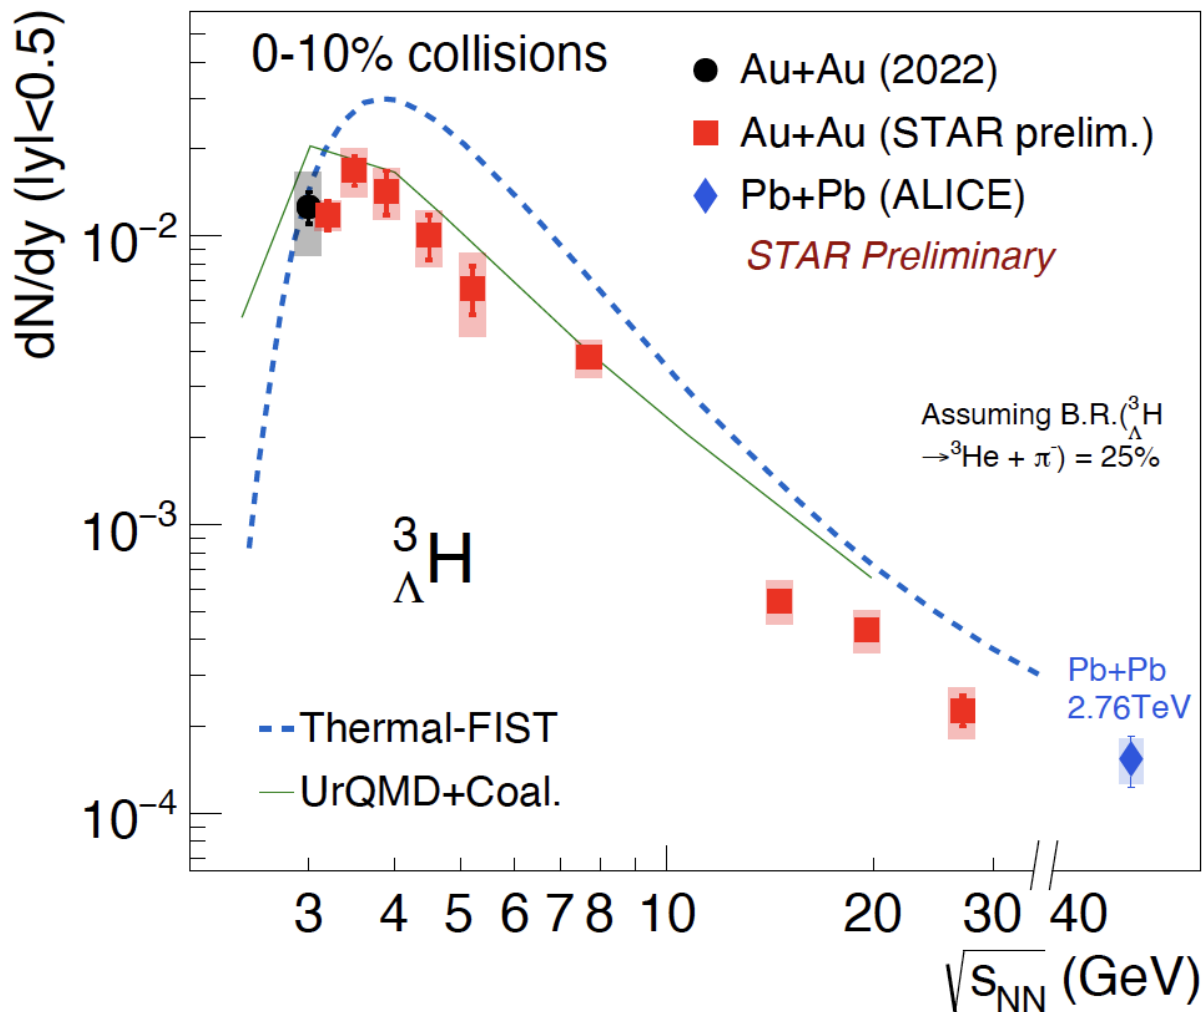 dN/dy (|y|<0.5)
0-10% collisions
Au+Au (2022)
Au+Au (STAR prelim.)
Pb+Pb (ALICE)
STAR Preliminary
10⁻²
Assuming B.R.(³ΛH
→³He + π⁻) = 25%
10⁻³
³ΛH
Pb+Pb
2.76TeV
Thermal-FIST
UrQMD+Coal.
10⁻⁴
3 4 5 6 7 8 10 20 30 40
√sNN (GeV)